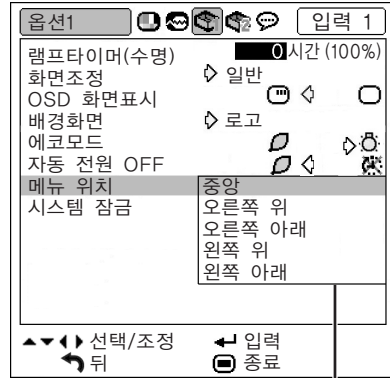 옵션1 입력 1
램프타이머(수명) 0 시간 (100%)
화면조정 일반
OSD 화면표시
배경화면 로고
에코모드
자동 전원 OFF
메뉴 위치 중앙
시스템 잠금 오른쪽 위
오른쪽 아래
왼쪽 위
왼쪽 아래
선택/조정 입력
뒤 종료